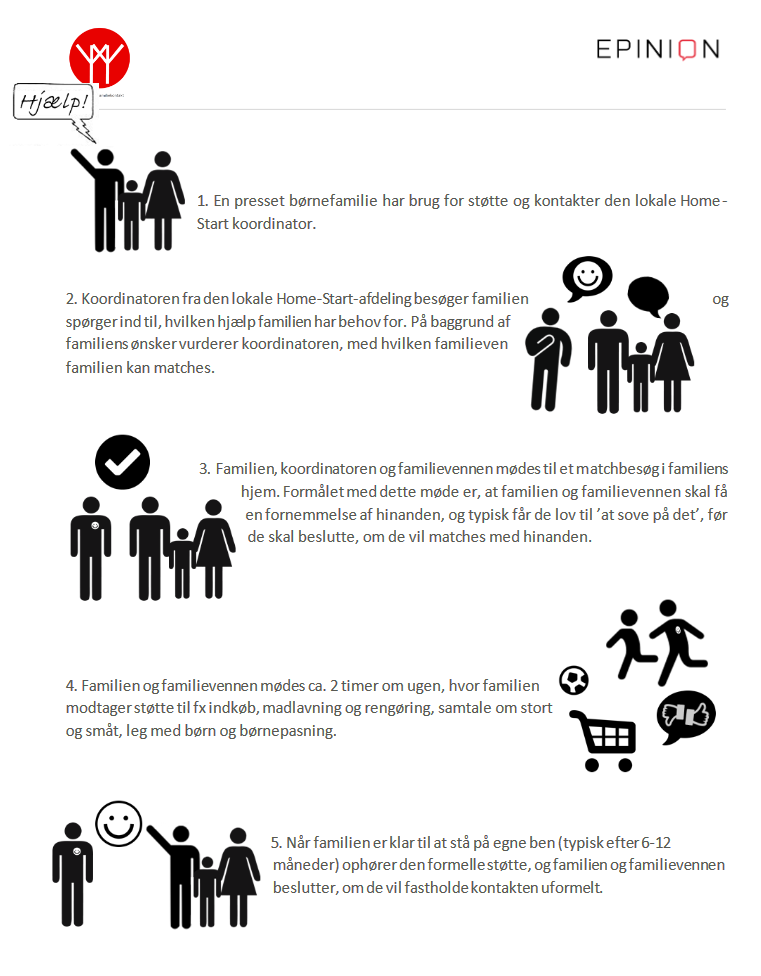 EPINION
Hjælp!
1. En presset børnefamilie har brug for støtte og kontakter den lokale Home-
Start koordinator.
2. Koordinatoren fra den lokale Home-Start-afdeling besøger familien og
spørger ind til, hvilken hjælp familien har behov for. På baggrund af
familiens ønsker vurderer koordinatoren, med hvilken familieven
familien kan matches.
3. Familien, koordinatoren og familievennen mødes til et matchbesøg i familiens
hjem. Formålet med dette møde er, at familien og familievennen skal få
en fornemmelse af hinanden, og typisk får de lov til ’at sove på det’, før
de skal beslutte, om de vil matches med hinanden.
4. Familien og familievennen mødes ca. 2 timer om ugen, hvor familien
modtager støtte til fx indkøb, madlavning og rengøring, samtale om stort
og småt, leg med børn og børnepasning.
5. Når familien er klar til at stå på egne ben (typisk efter 6-12
måneder) ophører den formelle støtte, og familien og familievennen
beslutter, om de vil fastholde kontakten uformelt.